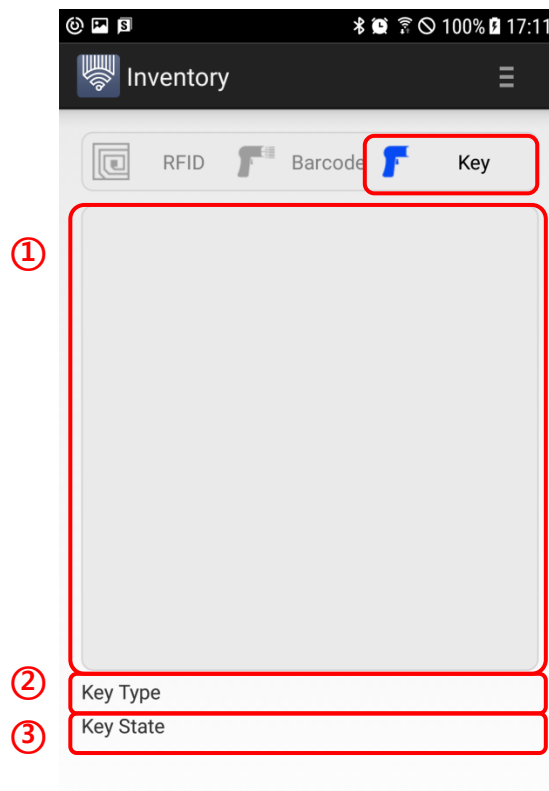 100% 17:11
Inventory
RFID Barcode Key
①
②
Key Type
③
Key State